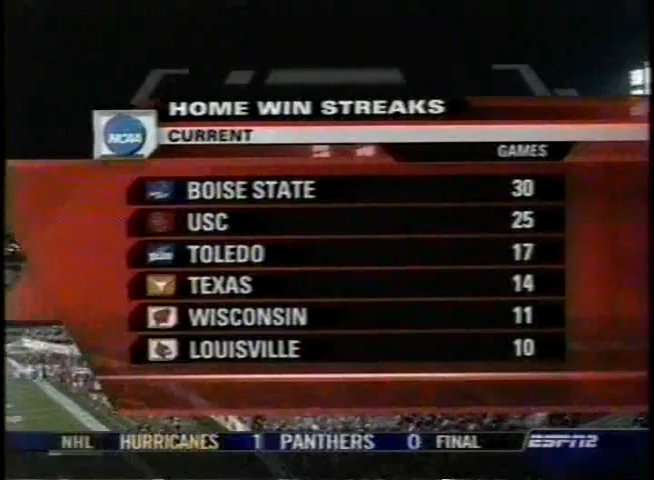 HOME WIN STREAKS
NCAA
CURRENT
GAMES
BOISE STATE 30
USC 25
TOLEDO 17
TEXAS 14
WISCONSIN 11
LOUISVILLE 10
NHL HURRICANES 1 PANTHERS 0 FINAL ESPN2